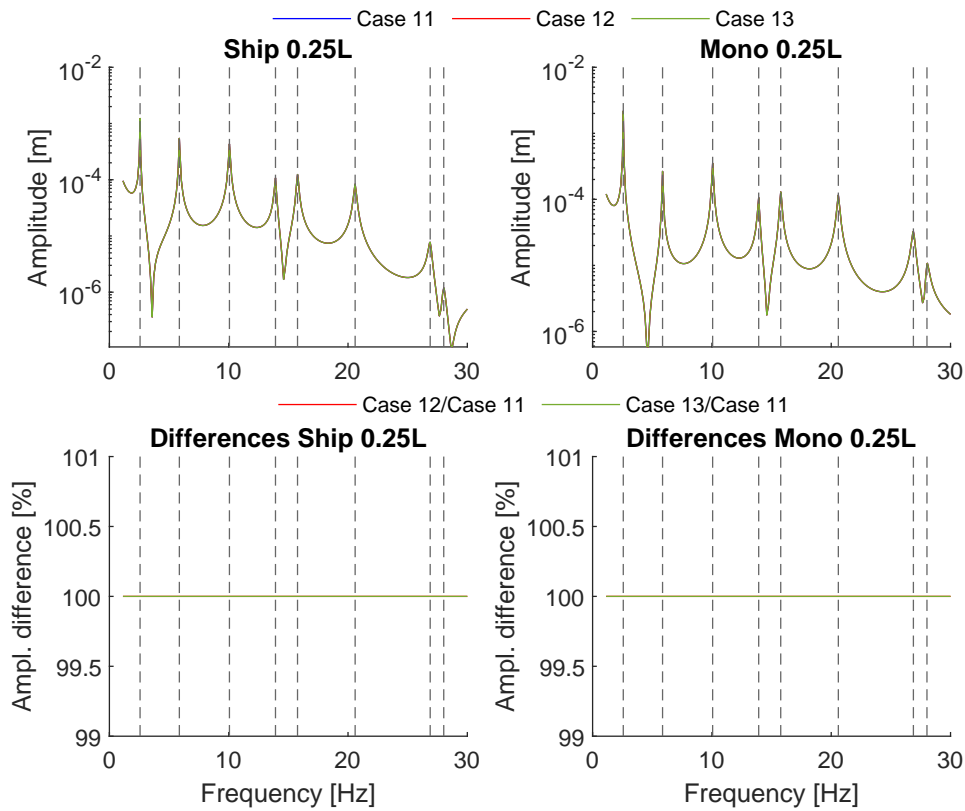 Case 11 Case 12 Case 13
Ship 0.25L Mono 0.25L
10^-2
10^-4
10^-6
Amplitude [m]
0 10 20 30
10^-2
10^-4
10^-6
Amplitude [m]
0 10 20 30
Case 12/Case 11 Case 13/Case 11
Differences Ship 0.25L Differences Mono 0.25L
101
100.5
100
99.5
99
Ampl. difference [%]
0 10 20 30
Frequency [Hz]
101
100.5
100
99.5
99
Ampl. difference [%]
0 10 20 30
Frequency [Hz]